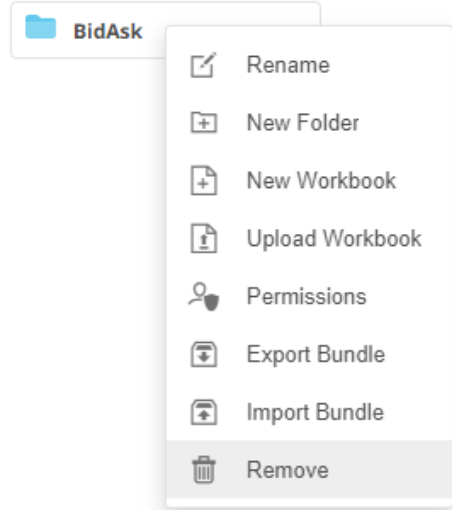 BidAsk
Rename
New Folder
New Workbook
Upload Workbook
Permissions
Export Bundle
Import Bundle
Remove